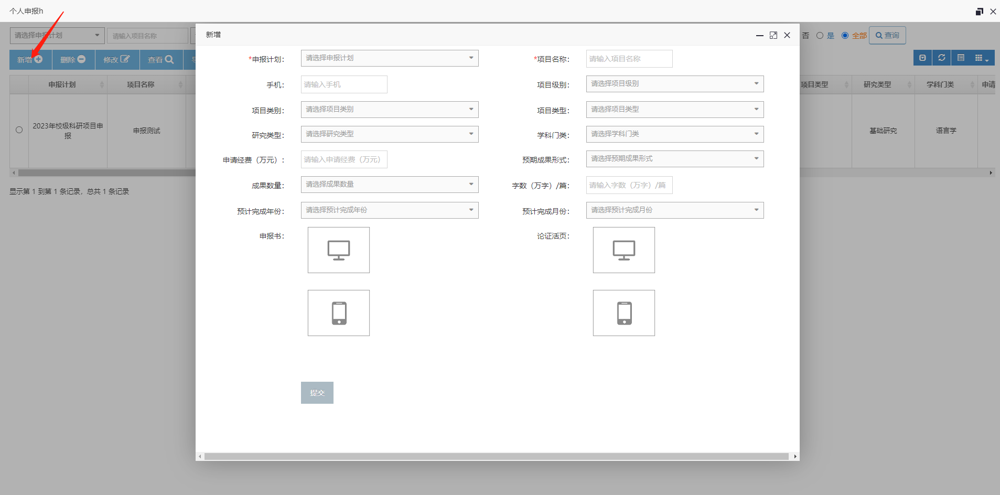 个人申报h
请选择申报计划
请输入项目名称
否
是
全部
查询
新增
删除
修改
查看
申报计划
项目名称
项目类型
研究类型
学科门类
申请
2023年校级科研项目申
报
申报测试
基础研究
语言学
显示第 1 到第 1 条记录，总共 1 条记录
新增
*申报计划：
请选择申报计划
*项目名称：
请输入项目名称
手机：
请输入手机
项目级别：
请选择项目级别
项目类别：
请选择项目类别
项目类型：
请选择项目类型
研究类型：
请选择研究类型
学科门类：
请选择学科门类
申请经费（万元）：
请输入申请经费（万元）
预期成果形式：
请选择预期成果形式
成果数量：
请选择成果数量
字数（万字）/篇：
请输入字数（万字）/篇
预计完成年份：
请选择预计完成年份
预计完成月份：
请选择预计完成月份
申报书：
论证活页：
提交